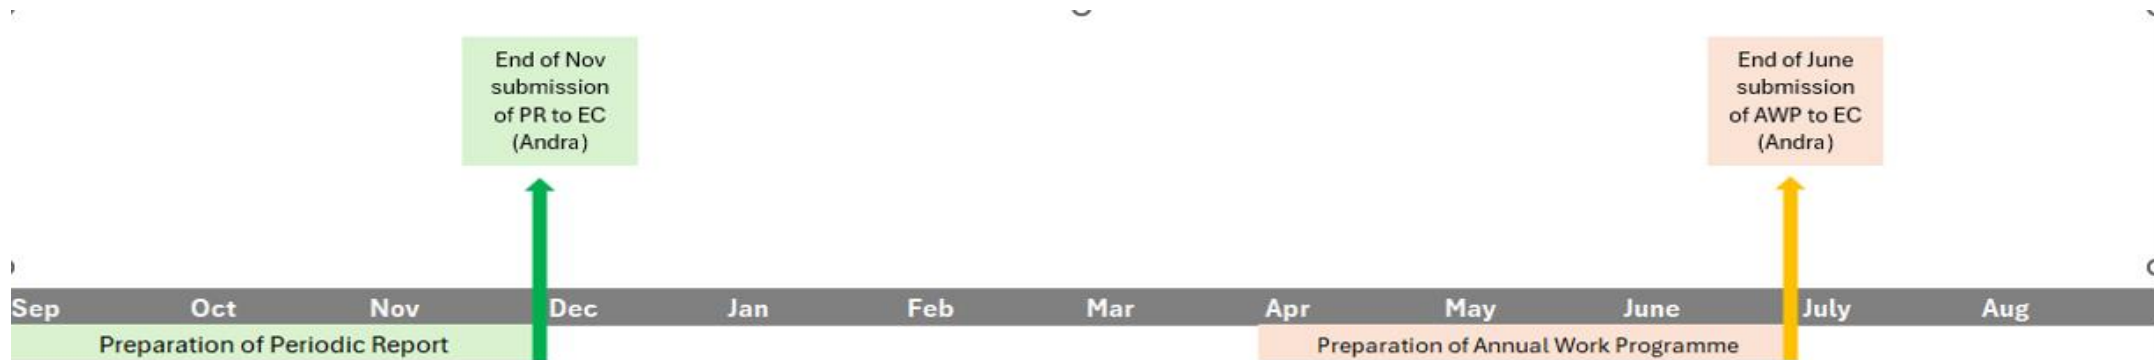 End of Nov
submission
of PR to EC
(Andra)
End of June
submission
of AWP to EC
(Andra)
Sep Oct Nov Dec Jan Feb Mar Apr May June July Aug
Preparation of Periodic Report Preparation of Annual Work Programme